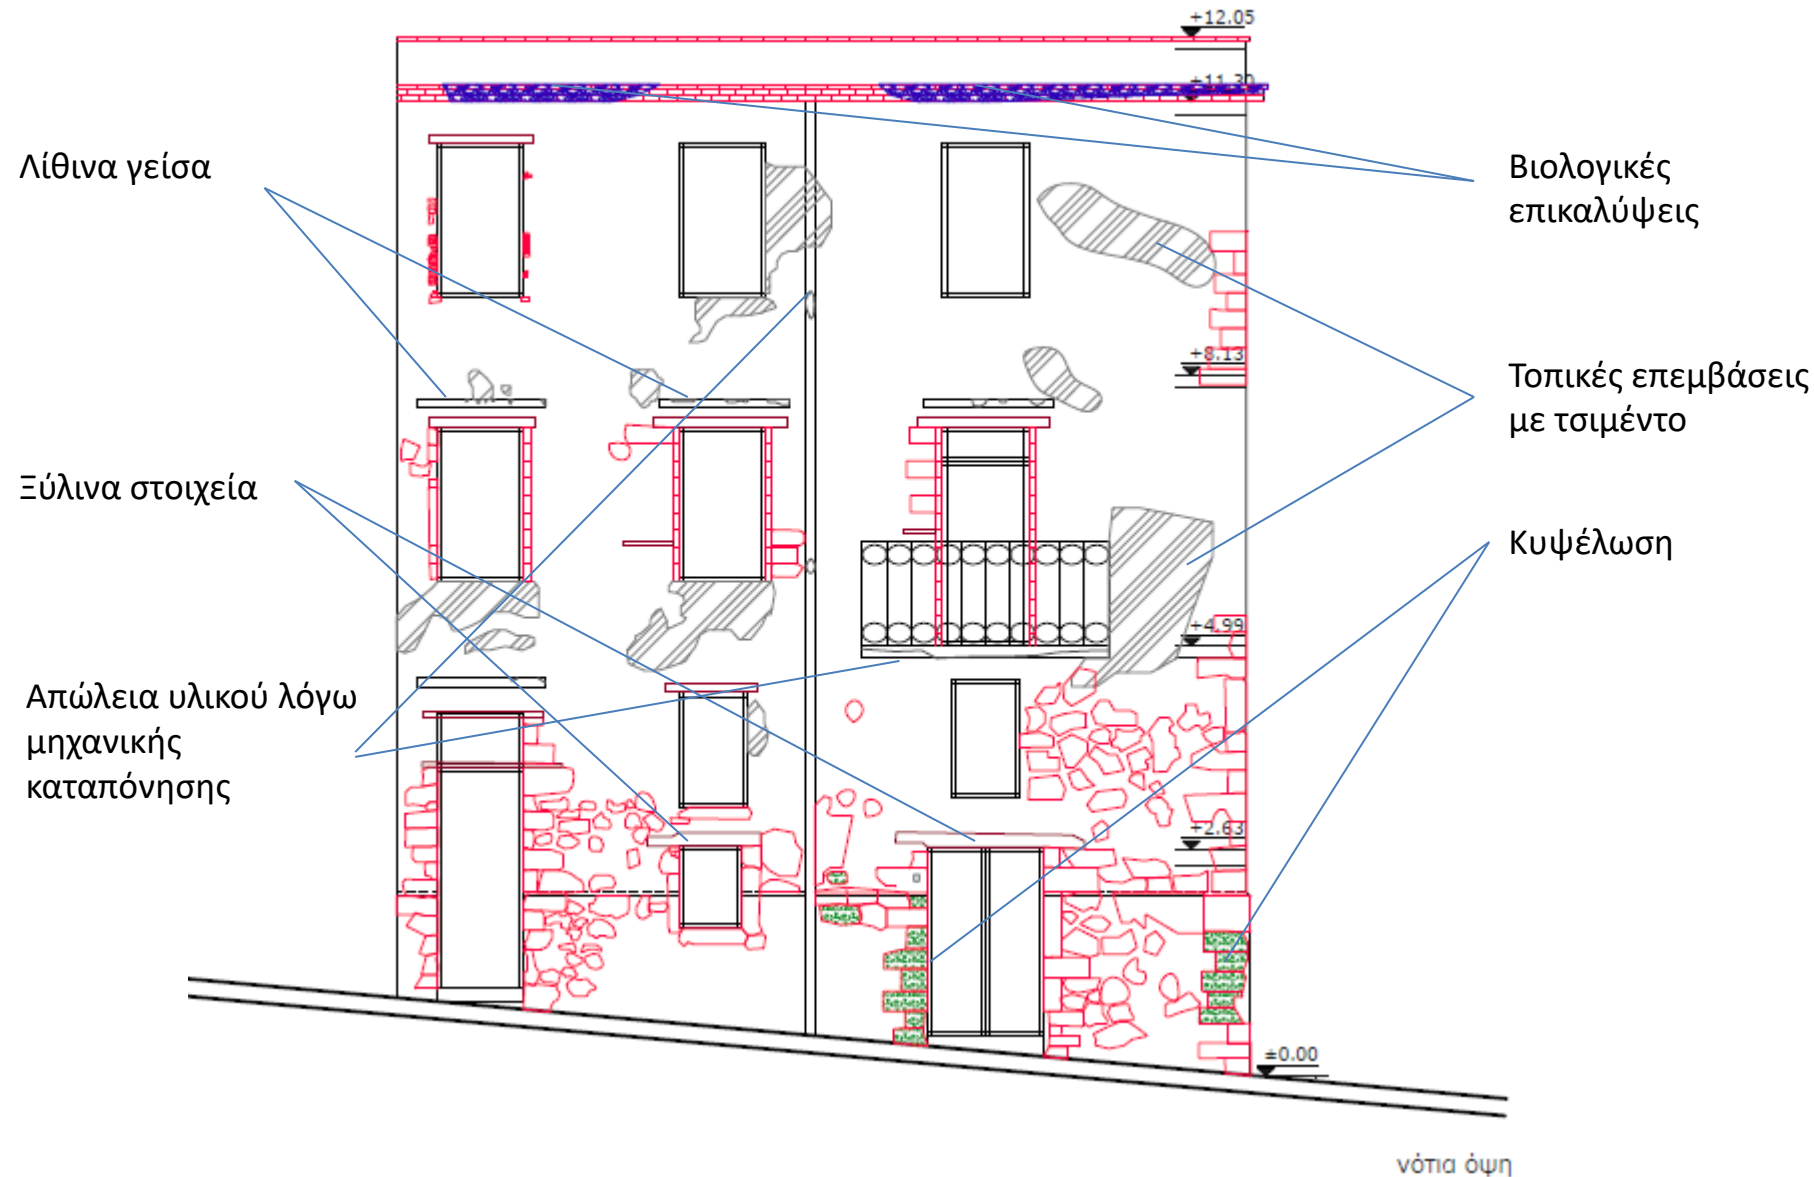 +12.05
+11.30
Λίθινα γείσα
Βιολογικές
επικαλύψεις
+8.13
Τοπικές επεμβάσεις
με τσιμέντο
Ξύλινα στοιχεία
Κυψέλωση
+4.99
Απώλεια υλικού λόγω
μηχανικής
καταπόνησης
+2.63
±0.00
νότια όψη